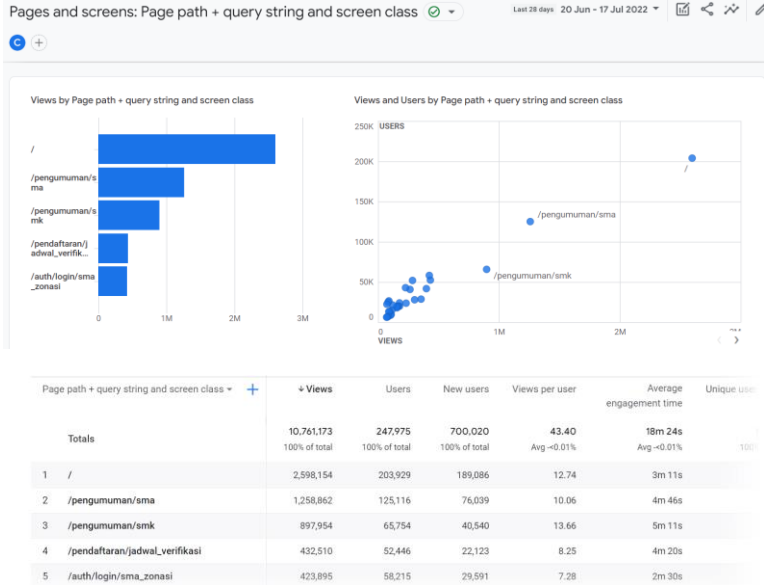 Pages and screens: Page path + query string and screen class
Last 28 days 20 Jun - 17 Jul 2022
C
Views by Page path + query string and screen class
/
/pengumuman/s
ma
/pengumuman/s
mk
/pendaftaran/j
adwal_verifik...
/auth/login/sma
_zonasi
0 1M 2M 3M
Views and Users by Page path + query string and screen class
250K USERS
200K
150K
100K
50K
0
/
/pengumuman/sma
/pengumuman/smk
0 1M 2M
VIEWS
Page path + query string and screen class Views Users New users Views per user Average engagement time Unique
Totals 10,761,173 247,975 700,020 43.40 18m 24s
100% of total 100% of total 100% of total Avg -<0.01% Avg -<0.01%
1 / 2,598,154 203,929 189,086 12.74 3m 11s
2 /pengumuman/sma 1,258,862 125,116 76,039 10.06 4m 46s
3 /pengumuman/smk 897,954 65,754 40,540 13.66 5m 11s
4 /pendaftaran/jadwal_verifikasi 432,510 52,446 22,123 8.25 4m 20s
5 /auth/login/sma_zonasi 423,895 58,215 29,591 7.28 2m 30s